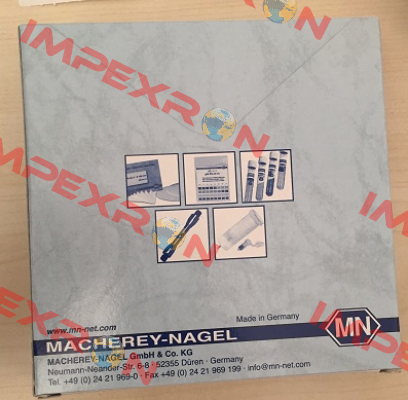 IMPEXRON
IMPEXRON
IMPEXRON
Made in Germany
www.mn-net.com
MACHEREY-NAGEL
MN
MACHEREY-NAGEL GmbH & Co. KG
Neumann-Neander-Str. 6-8 · 52355 Düren · Germany
Tel. +49 (0) 24 21 969-0 · Fax +49 (0) 24 21 969 199 · info@mn-net.com